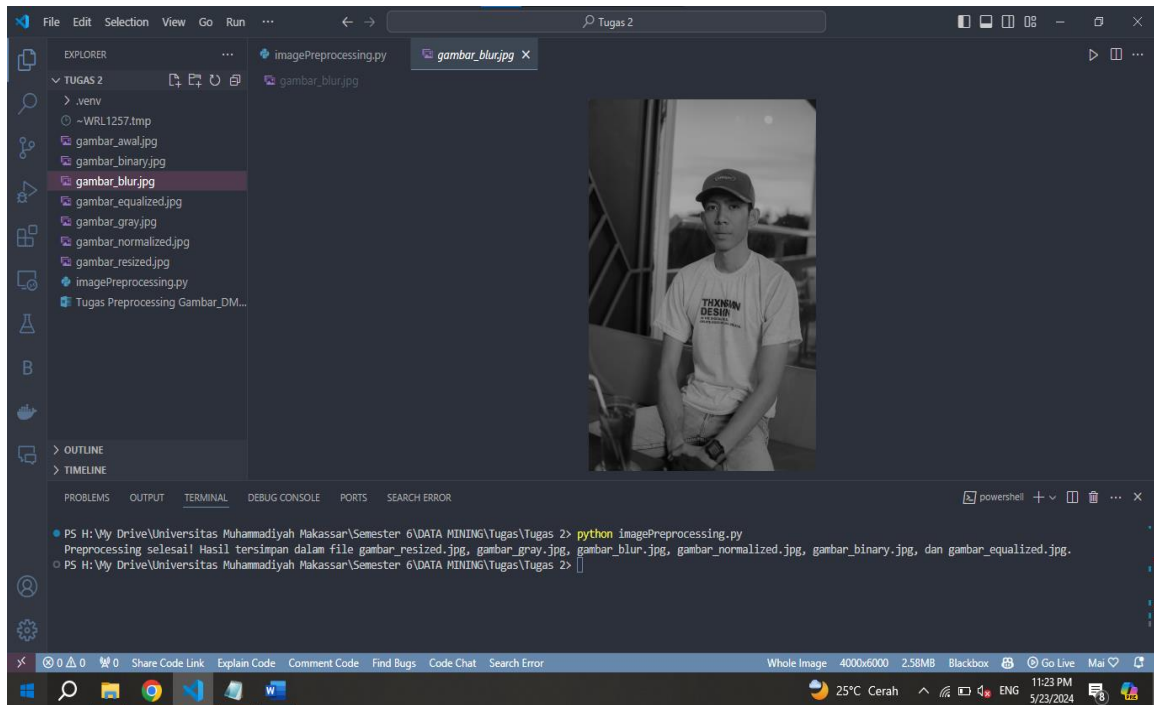 File Edit Selection View Go Run ··· ← → Tugas 2
EXPLORER ···
imagePreprocessing.py
gambar_blur.jpg ×
TUGAS 2
gambar_blur.jpg
.venv
~WRL1257.tmp
gambar_awal.jpg
gambar_binary.jpg
gambar_blur.jpg
gambar_equalized.jpg
gambar_gray.jpg
gambar_normalized.jpg
gambar_resized.jpg
imagePreprocessing.py
Tugas Preprocessing Gambar_DM...
THXNSMN
DESIIN
OUTLINE
TIMELINE
PROBLEMS OUTPUT TERMINAL DEBUG CONSOLE PORTS SEARCH ERROR powershell
PS H:\My Drive\Universitas Muhammadiyah Makassar\Semester 6\DATA MINING\Tugas\Tugas 2> python imagePreprocessing.py
Preprocessing selesai! Hasil tersimpan dalam file gambar_resized.jpg, gambar_gray.jpg, gambar_blur.jpg, gambar_normalized.jpg, gambar_binary.jpg, dan gambar_equalized.jpg.
PS H:\My Drive\Universitas Muhammadiyah Makassar\Semester 6\DATA MINING\Tugas\Tugas 2>
0 0 0 Share Code Link Explain Code Comment Code Find Bugs Code Chat Search Error Whole Image 4000x6000 2.58MB Blackbox Go Live Mai ♡
25°C Cerah ENG 11:23 PM
5/23/2024 8